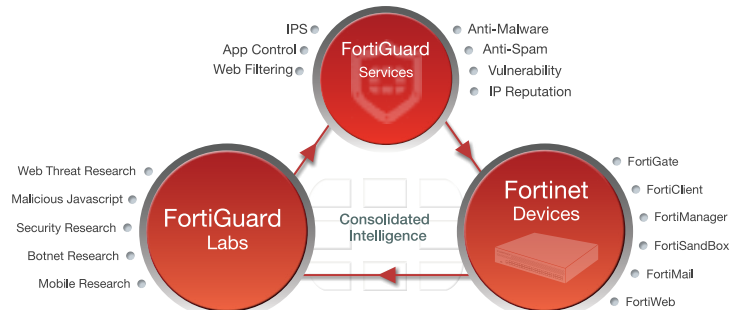 IPS
App Control
Web Filtering
FortiGuard
Services
Anti-Malware
Anti-Spam
Vulnerability
IP Reputation
Web Threat Research
Malicious Javascript
Security Research
Botnet Research
Mobile Research
FortiGuard
Labs
Consolidated
Intelligence
Fortinet
Devices
FortiGate
FortiClient
FortiManager
FortiSandBox
FortiMail
FortiWeb